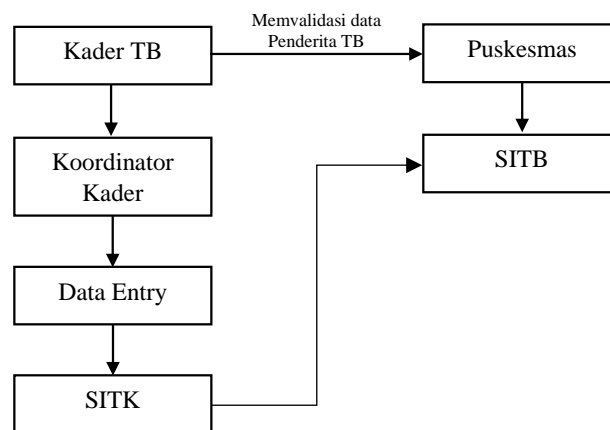 Kader TB
Memvalidasi data
Penderita TB
Puskesmas
Koordinator
Kader
SITB
Data Entry
SITK